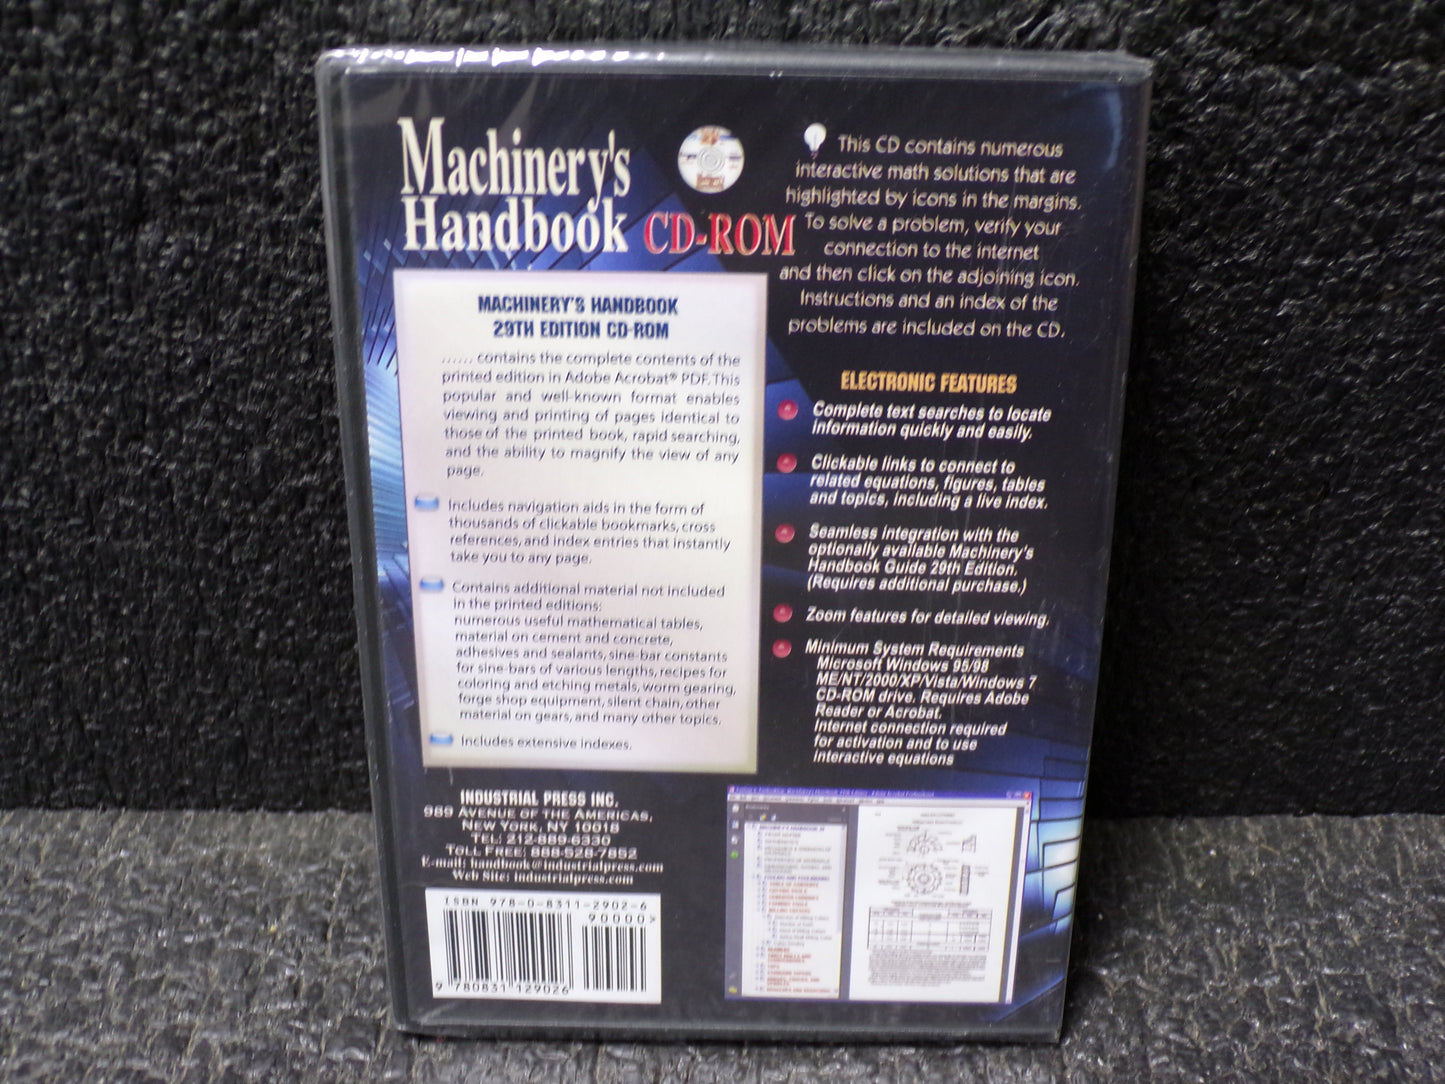 Machinery's
Handbook CD-ROM
This CD contains numerous
interactive math solutions that are
highlighted by icons in the margins.
To solve a problem, verify your
connection to the internet
and then click on the adjoining icon.
Instructions and an index of the
problems are included on the CD.
MACHINERY'S HANDBOOK
29TH EDITION CD-ROM
...... contains the complete contents of the
printed edition in Adobe Acrobat® PDF. This
popular and well-known format enables
viewing and printing of pages identical to
those of the printed book, rapid searching,
and the ability to magnify the view of any
page.
Includes navigation aids in the form of
thousands of clickable bookmarks, cross
references, and index entries that instantly
take you to any page.
Contains additional material not included
in the printed editions:
numerous useful mathematical tables,
material on cement and concrete,
adhesives and sealants, sine-bar constants
for sine-bars of various lengths, recipes for
coloring and etching metals, worm gearing,
forge shop equipment, silent chain, other
material on gears, and many other topics.
Includes extensive indexes.
ELECTRONIC FEATURES
Complete text searches to locate
information quickly and easily.
Clickable links to connect to
related equations, figures, tables
and topics, including a live index.
Seamless integration with the
optionally available Machinery's
Handbook Guide 29th Edition.
(Requires additional purchase.)
Zoom features for detailed viewing.
Minimum System Requirements
Microsoft Windows 95/98
ME/NT/2000/XP/Vista/Windows 7
CD-ROM drive. Requires Adobe
Reader or Acrobat.
Internet connection required
for activation and to use
interactive equations
INDUSTRIAL PRESS INC.
989 AVENUE OF THE AMERICAS,
NEW YORK, NY 10018
TEL: 212-889-6330
TOLL FREE: 888-528-7852
E-mail: handbook@industrialpress.com
Web Site: industrialpress.com
ISBN 978-0-8311-2902-6
90000>
9 780831 129026